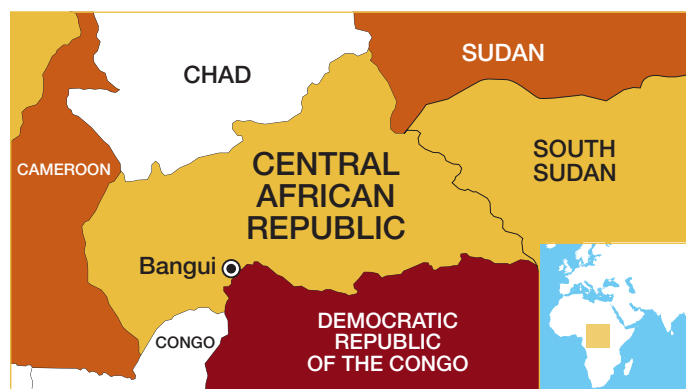 SUDAN
CHAD
SOUTH
SUDAN
CENTRAL
AFRICAN
REPUBLIC
CAMEROON
Bangui
DEMOCRATIC
REPUBLIC
OF THE CONGO
CONGO